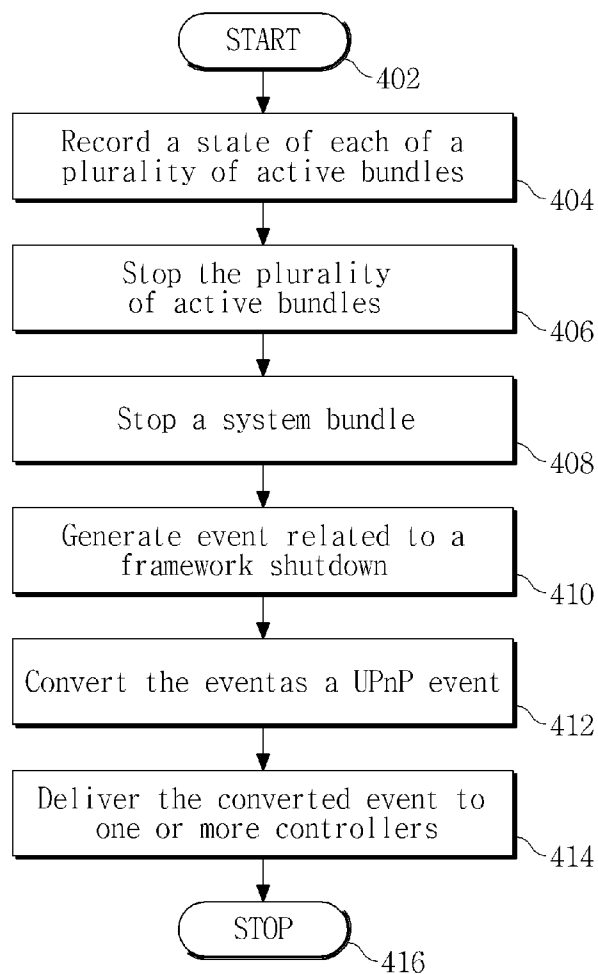 START
402
Record a state of each of a
plurality of active bundles
404
Stop the plurality
of active bundles
406
Stop a system bundle
408
Generate event related to a
framework shutdown
410
Convert the eventas a UPnP event
412
Deliver the converted event to
one or more controllers
414
STOP
416